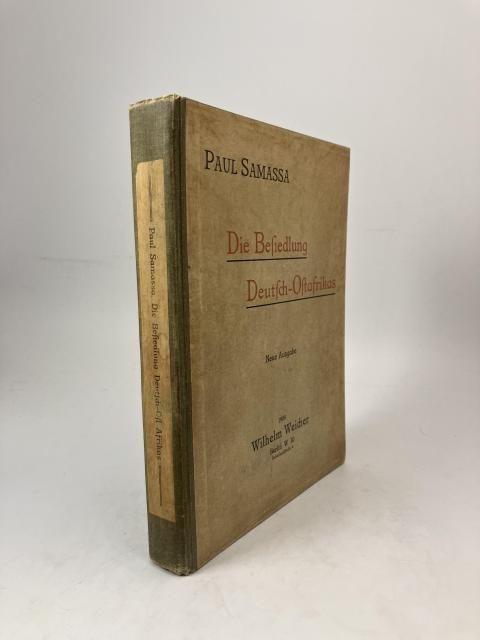 Paul Samassa, Die Beſiedlung Deutſch-Oſt Afrikas
PAUL SAMASSA
Die Beſiedlung
Deutſch-Oſtafrikas
Neue Ausgabe
Wilhelm Weicher
Berlin W 30